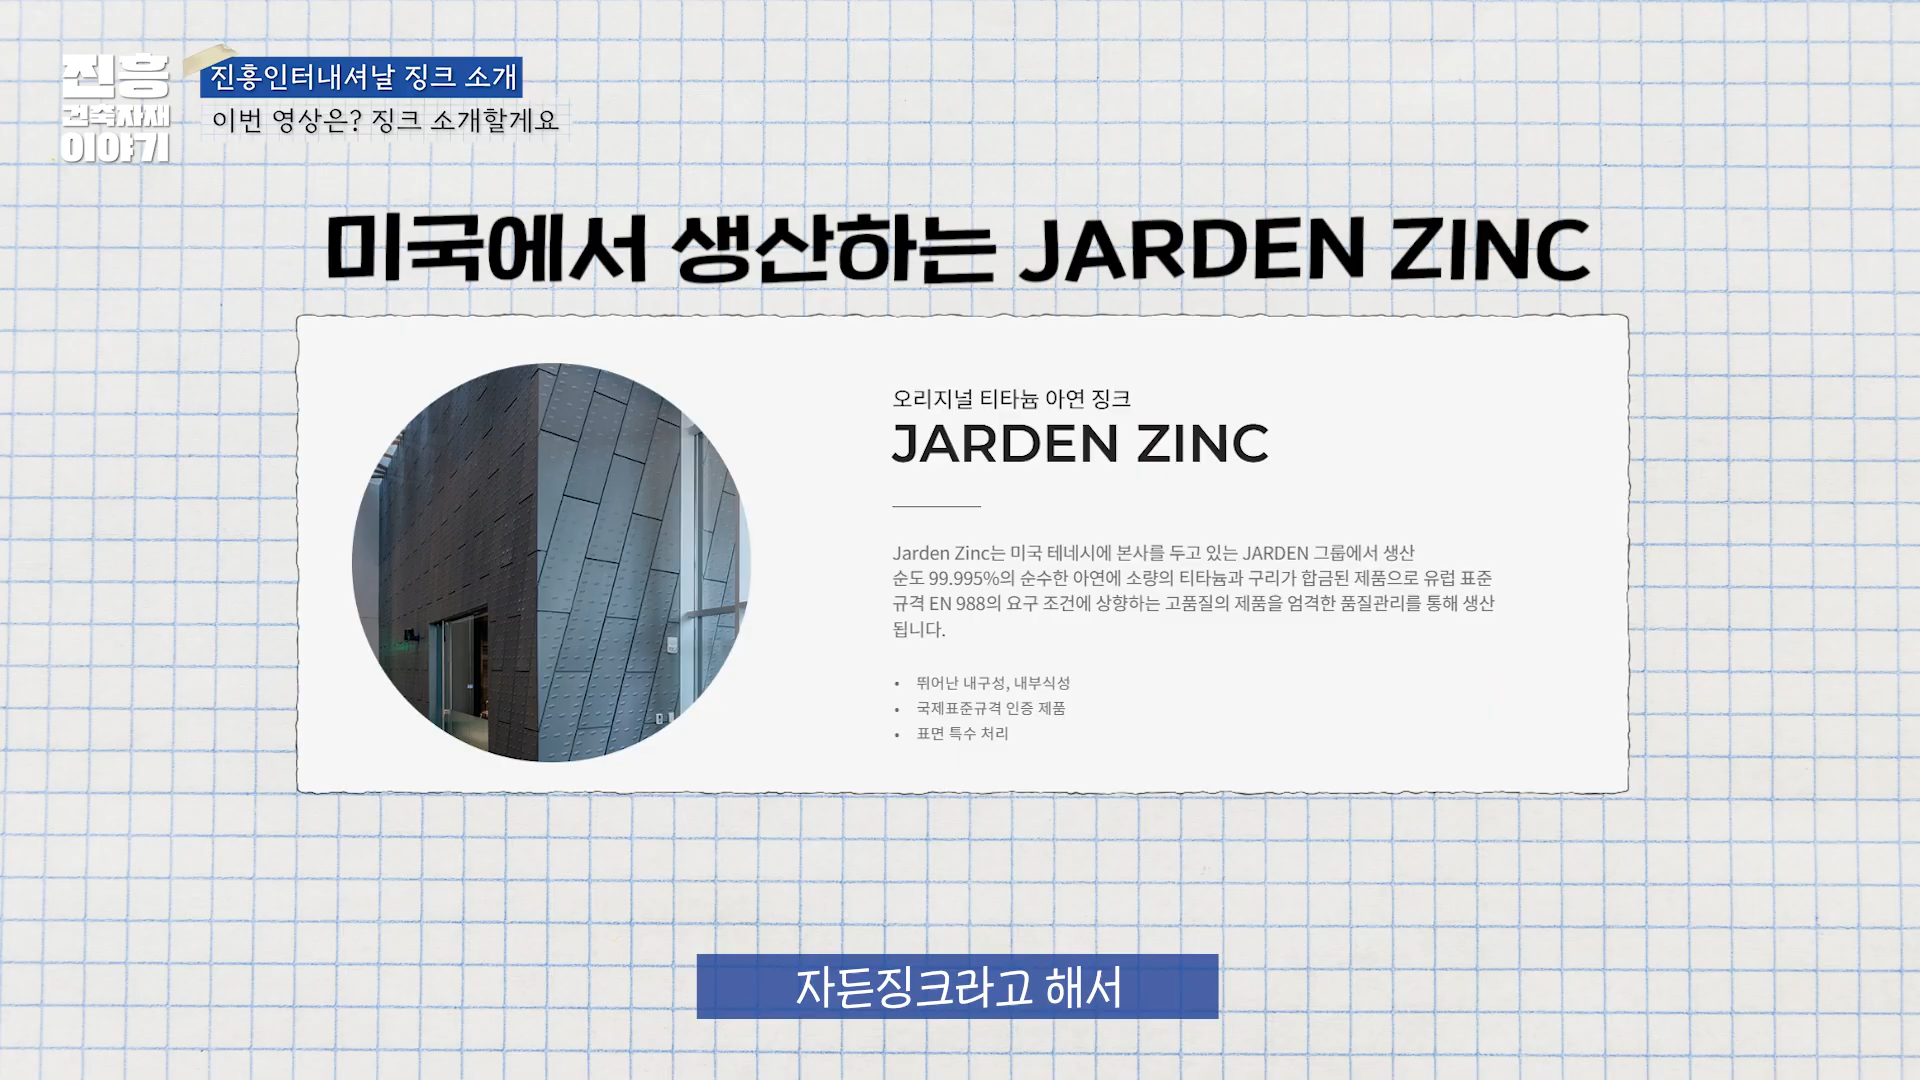 진흥
건축자재
이야기
진흥인터내셔날 징크 소개
이번 영상은? 징크 소개할게요
미국에서 생산하는 JARDEN ZINC
오리지널 티타늄 아연 징크
JARDEN ZINC
Jarden Zinc는 미국 테네시에 본사를 두고 있는 JARDEN 그룹에서 생산
순도 99.995%의 순수한 아연에 소량의 티타늄과 구리가 합금된 제품으로 유럽 표준
규격 EN 988의 요구 조건에 상향하는 고품질의 제품을 엄격한 품질관리를 통해 생산
됩니다.
• 뛰어난 내구성, 내부식성
• 국제표준규격 인증 제품
• 표면 특수 처리
자든징크라고 해서